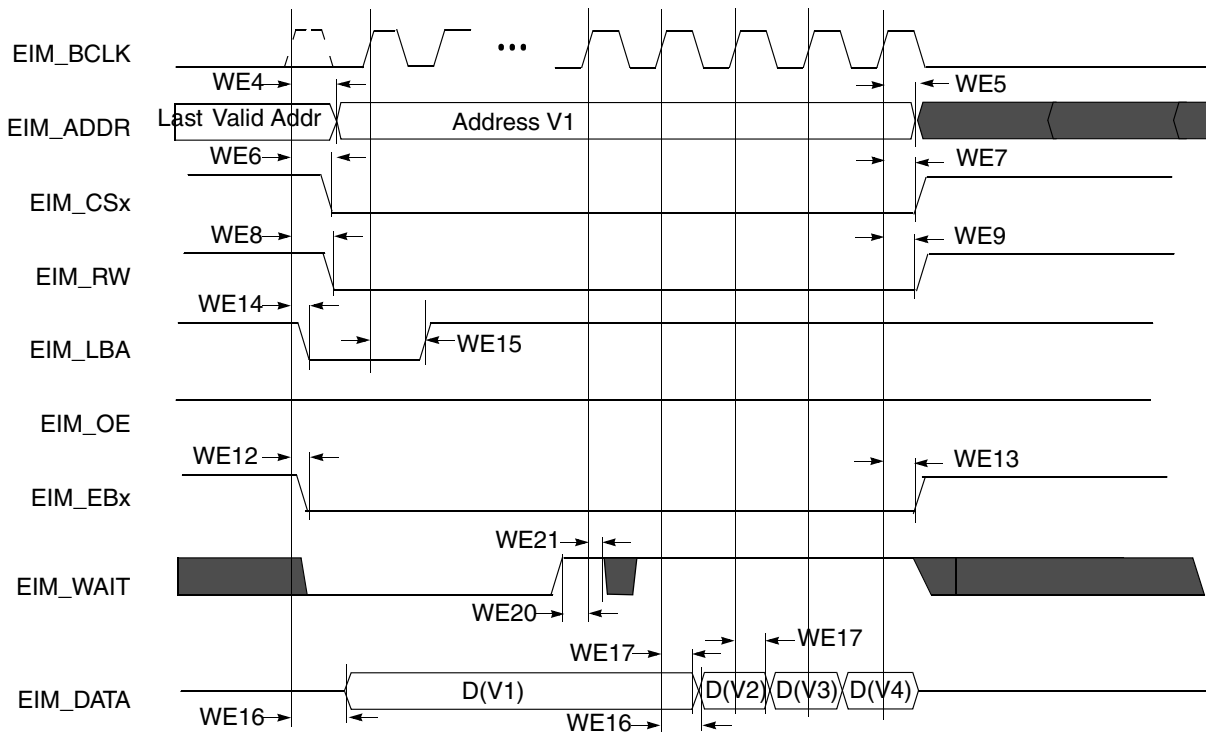 EIM_BCLK
...
WE4
WE5
EIM_ADDR
Last Valid Addr
Address V1
WE6
WE7
EIM_CSx
WE8
WE9
EIM_RW
WE14
EIM_LBA
WE15
EIM_OE
WE12
WE13
EIM_EBx
WE21
EIM_WAIT
WE20
WE17
WE17
EIM_DATA
D(V1)
D(V2)
D(V3)
D(V4)
WE16
WE16